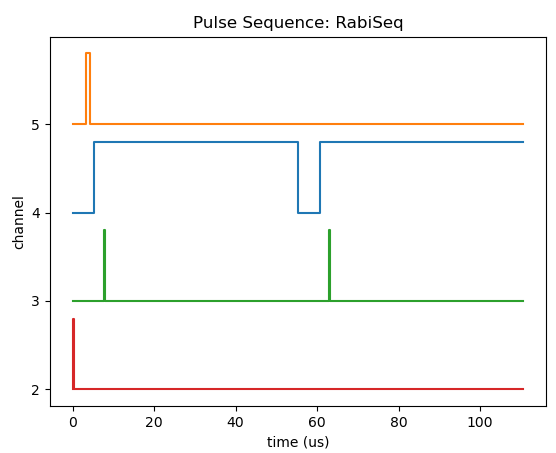 Pulse Sequence: RabiSeq
channel
5
4
3
2
0 20 40 60 80 100
time (us)